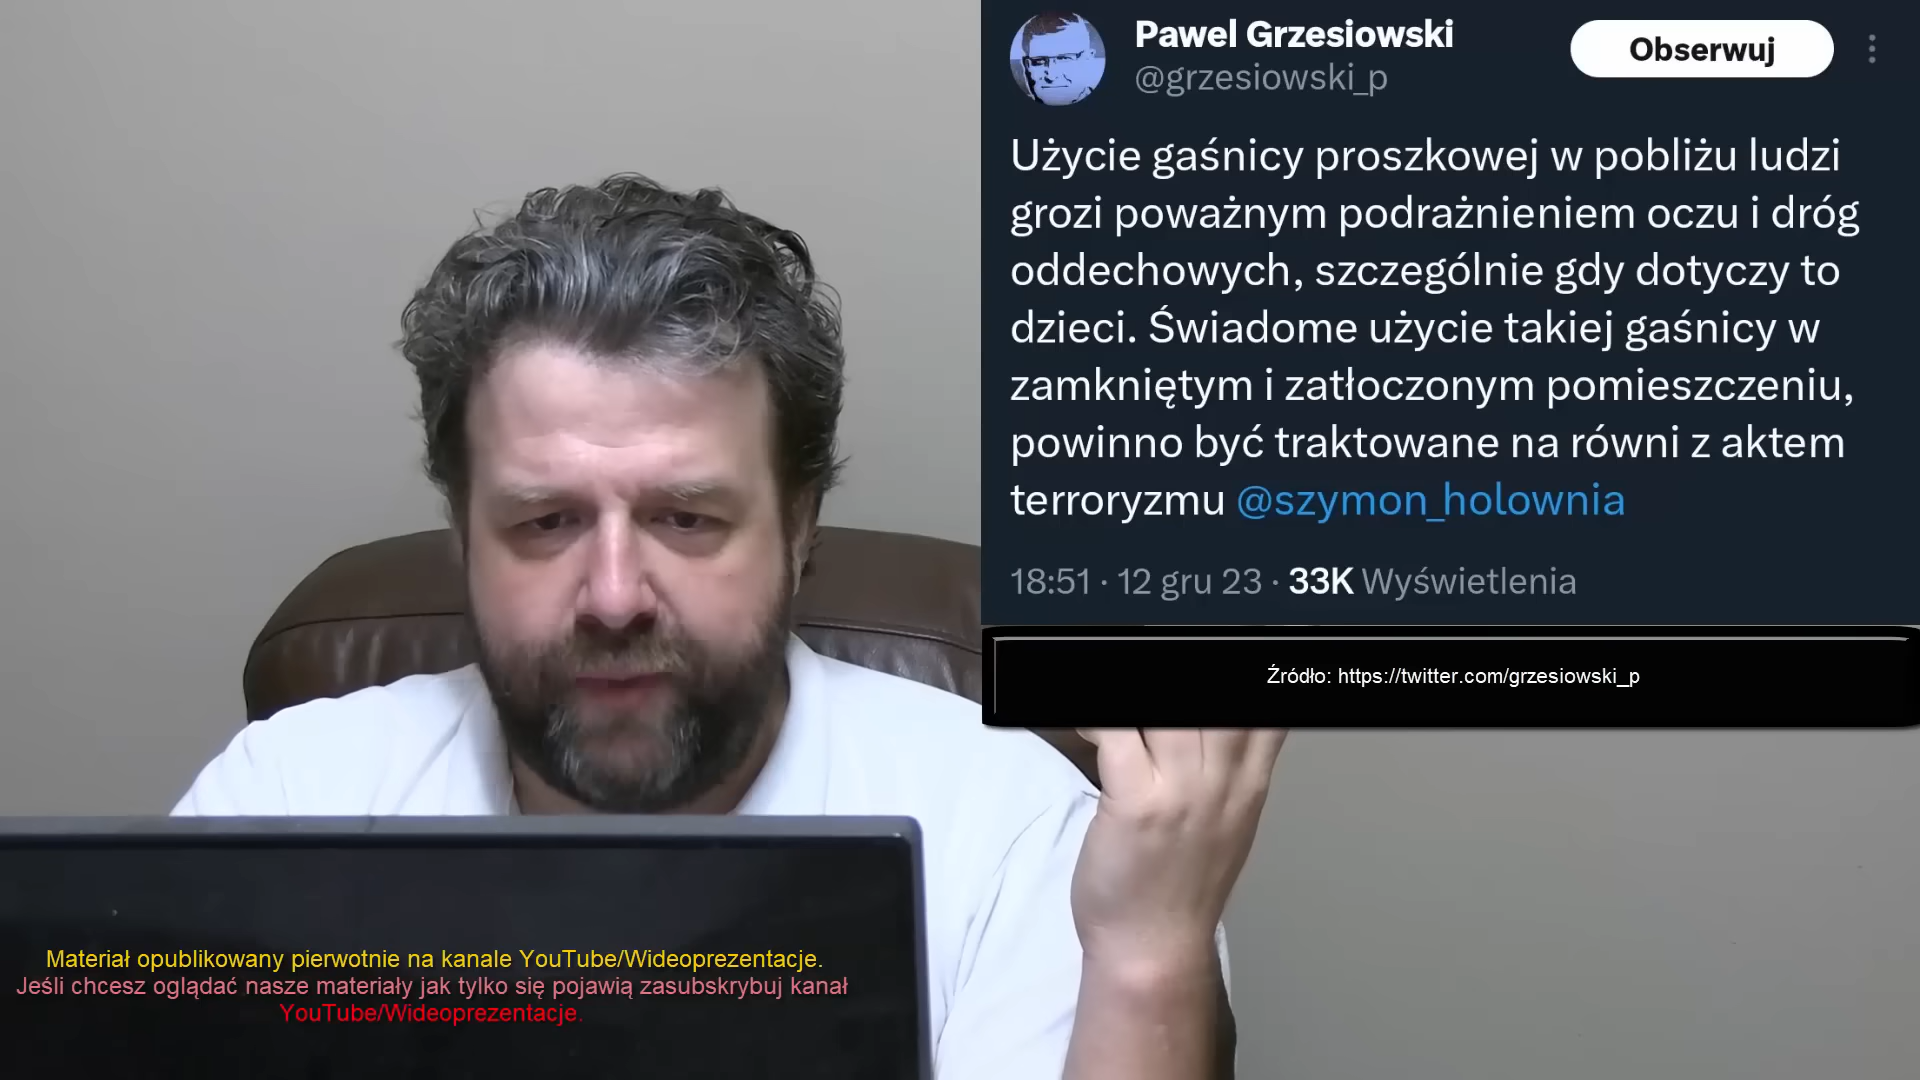 Pawel Grzesiowski
@grzesiowski_p
Obserwuj
Użycie gaśnicy proszkowej w pobliżu ludzi
grozi poważnym podrażnieniem oczu i dróg
oddechowych, szczególnie gdy dotyczy to
dzieci. Świadome użycie takiej gaśnicy w
zamkniętym i zatłoczonym pomieszczeniu,
powinno być traktowane na równi z aktem
terroryzmu @szymon_holownia
18:51 · 12 gru 23 · 33K Wyświetlenia
Źródło: https://twitter.com/grzesiowski_p
Materiał opublikowany pierwotnie na kanale YouTube/Wideoprezentacje.
Jeśli chcesz oglądać nasze materiały jak tylko się pojawią zasubskrybuj kanał
YouTube/Wideoprezentacje.